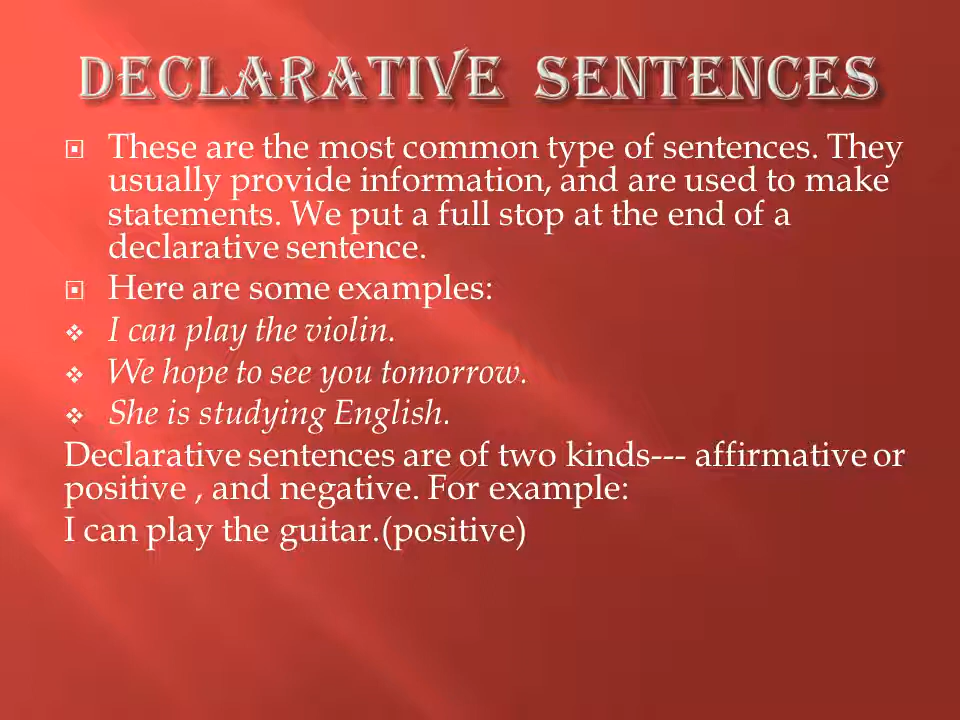 DECLARATIVE SENTENCES
These are the most common type of sentences. They
usually provide information, and are used to make
statements. We put a full stop at the end of a
declarative sentence.
Here are some examples:
I can play the violin.
We hope to see you tomorrow.
She is studying English.
Declarative sentences are of two kinds--- affirmative or
positive , and negative. For example:
I can play the guitar.(positive)